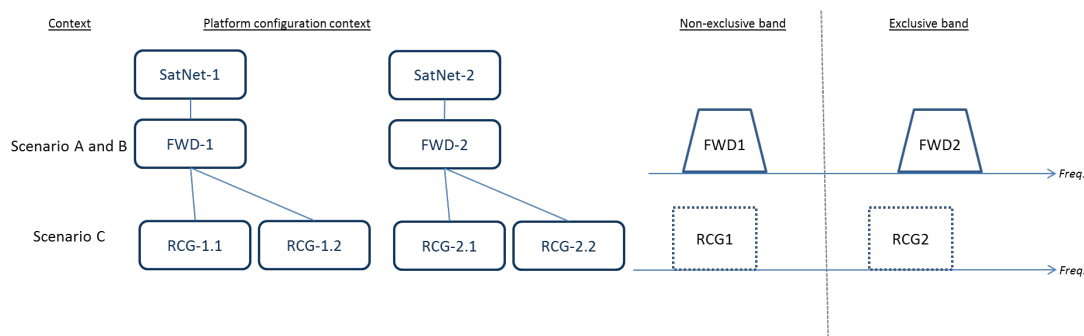 Context
Platform configuration context
Non-exclusive band
Exclusive band
SatNet-1
SatNet-2
Scenario A and B
FWD-1
FWD-2
FWD1
FWD2
Freq.
Scenario C
RCG-1.1
RCG-1.2
RCG-2.1
RCG-2.2
RCG1
RCG2
Freq.